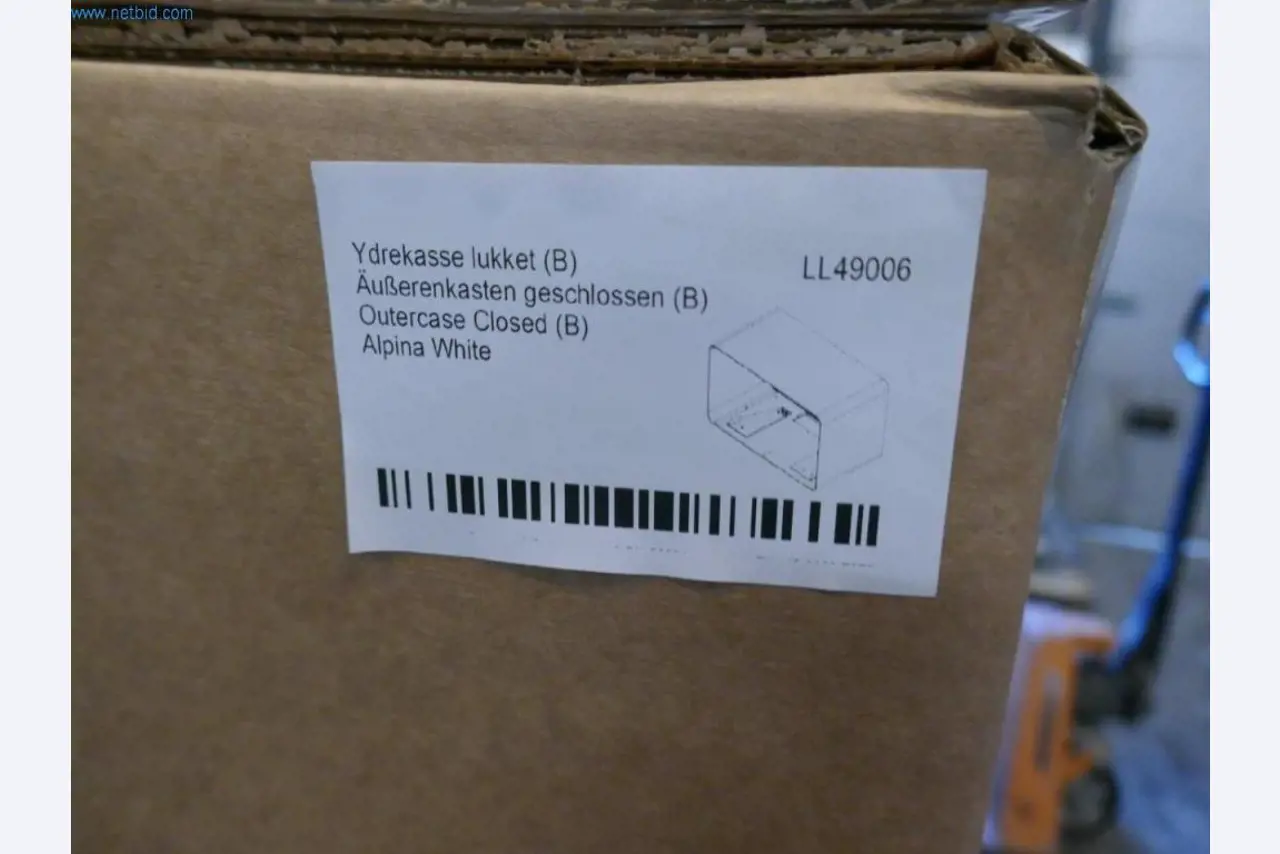 www.netbid.com
Ydrekasse lukket (B)
LL49006
Äußerenkasten geschlossen (B)
Outercase Closed (B)
Alpina White